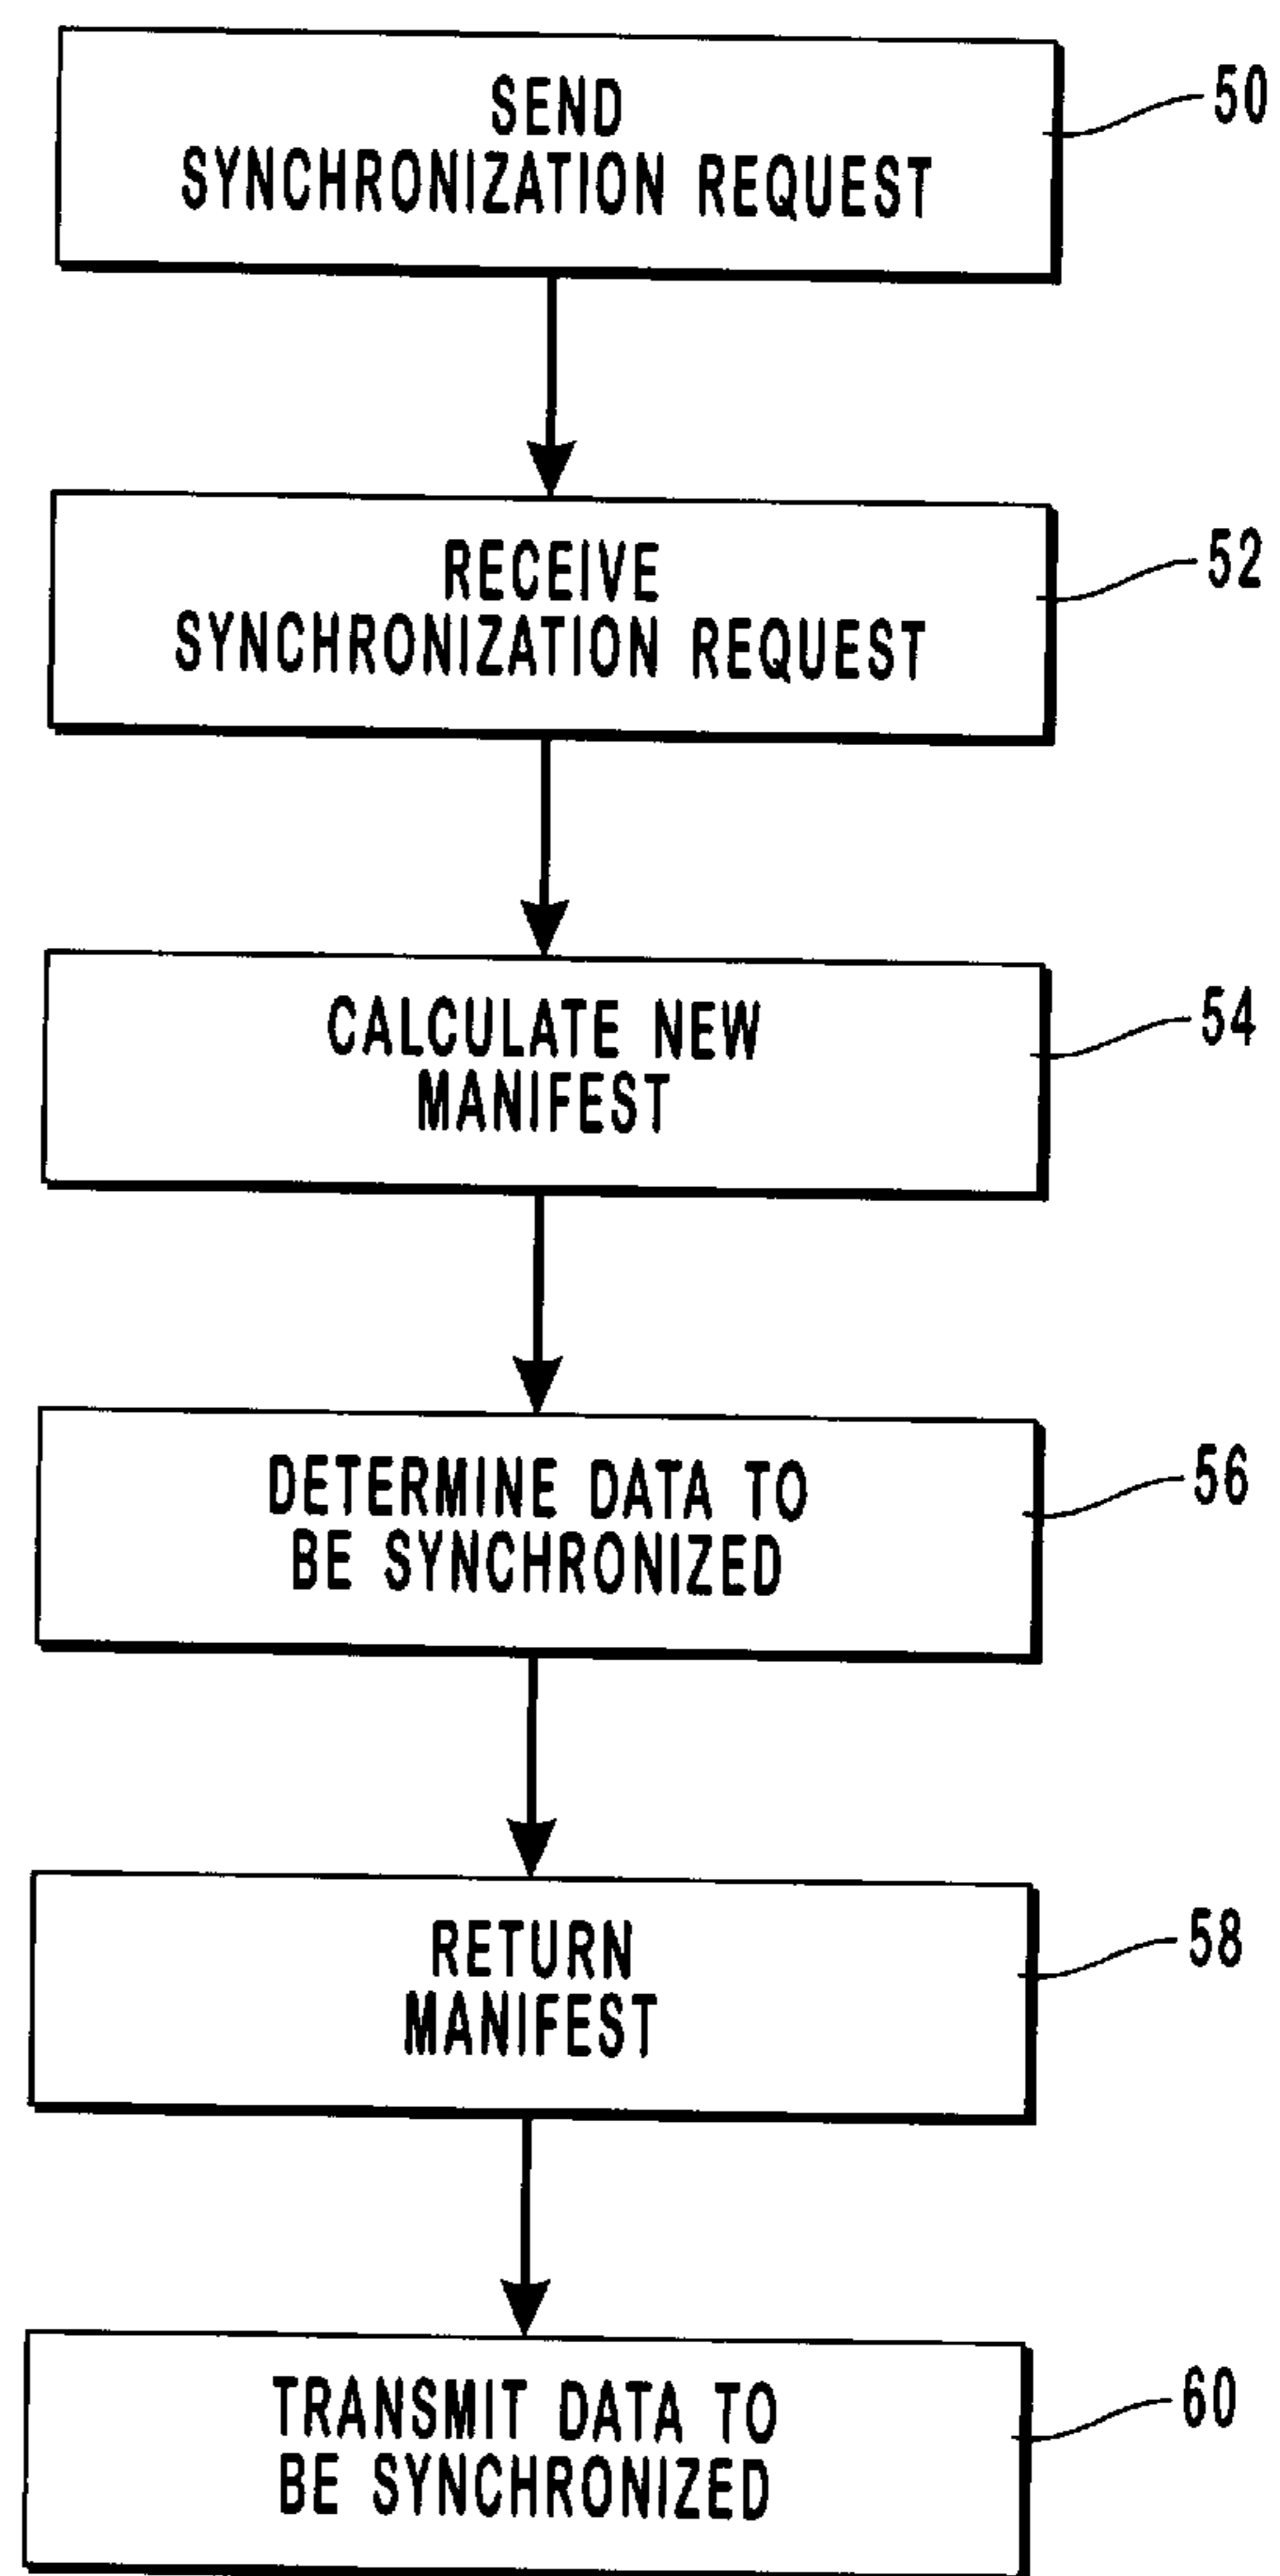 SEND
SYNCHRONIZATION REQUEST
50
RECEIVE
SYNCHRONIZATION REQUEST
52
CALCULATE NEW
MANIFEST
54
DETERMINE DATA TO
BE SYNCHRONIZED
56
RETURN
MANIFEST
58
TRANSMIT DATA TO
BE SYNCHRONIZED
60